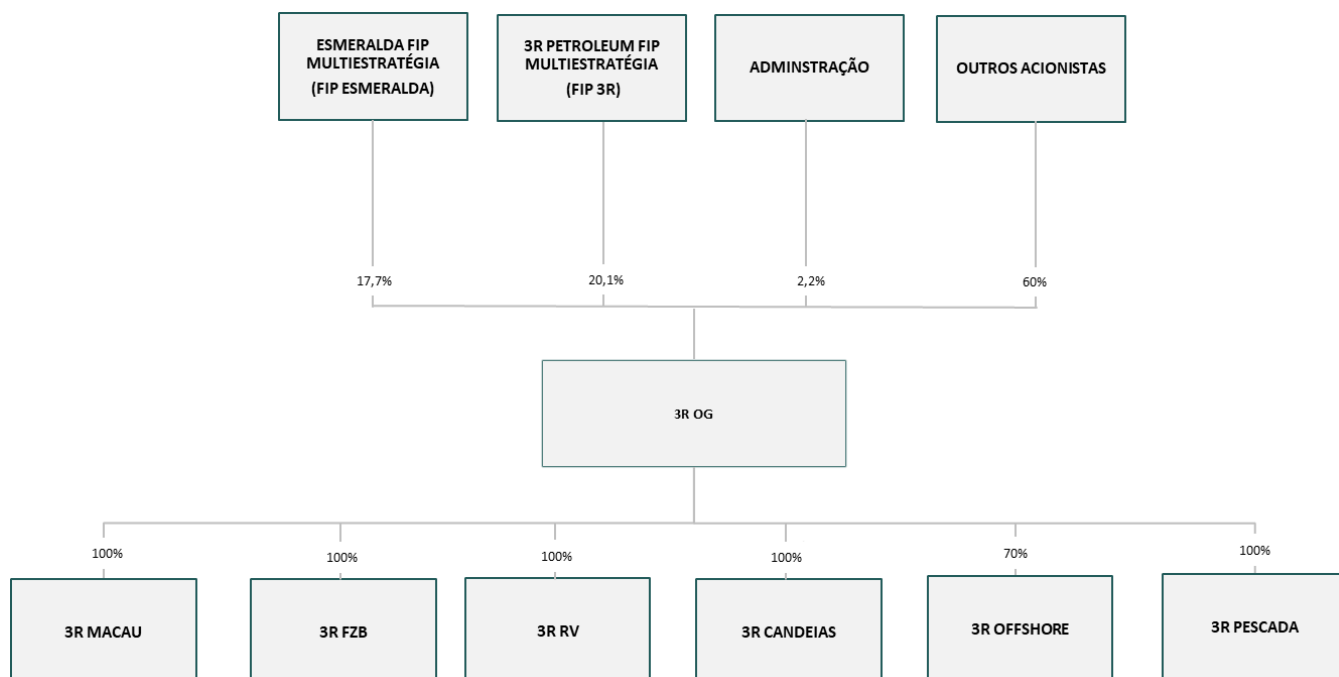 ESMERALDA FIP
MULTIESTRATÉGIA
(FIP ESMERALDA)
3R PETROLEUM FIP
MULTIESTRATÉGIA
(FIP 3R)
ADMINSTRAÇÃO
OUTROS ACIONISTAS
17,7%
20,1%
2,2%
60%
3R OG
100%
100%
100%
100%
70%
100%
3R MACAU
3R FZB
3R RV
3R CANDEIAS
3R OFFSHORE
3R PESCADA